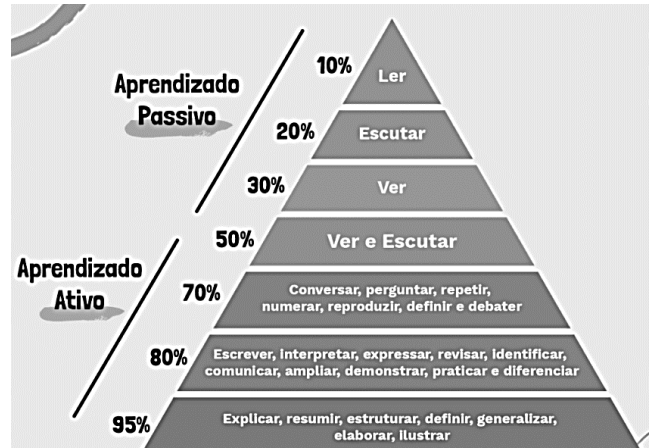 Aprendizado
Passivo
10%
Ler
20%
Escutar
30%
Ver
Aprendizado
Ativo
50%
Ver e Escutar
70%
Conversar, perguntar, repetir,
numerar, reproduzir, definir e debater
80%
Escrever, interpretar, expressar, revisar, identificar,
comunicar, ampliar, demonstrar, praticar e diferenciar
95%
Explicar, resumir, estruturar, definir, generalizar,
elaborar, ilustrar